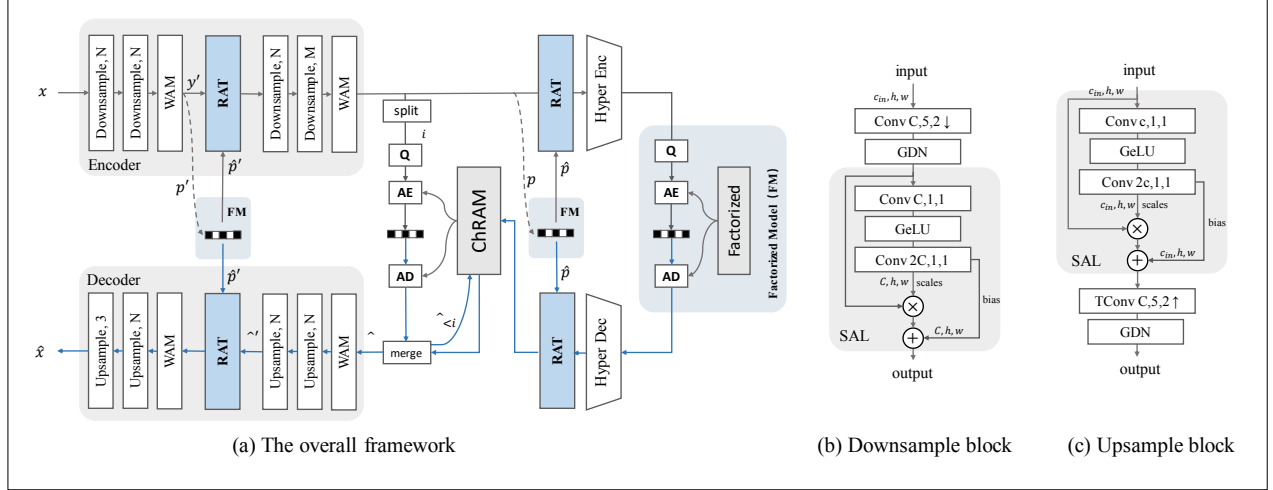 x
Downsample, N
Downsample, N
WAM
y′
RAT
Downsample, N
Downsample, M
WAM
Encoder
split
i
Q
AE
AD
merge
ChRAM
p′
p̂′
FM
p̂′
p
p̂
FM
p̂
RAT
Hyper Enc
Q
AE
AD
Factorized
Factorized Model (FM)
Decoder
x̂
Upsample, 3
Upsample, N
WAM
RAT
^′
Upsample, N
Upsample, N
WAM
^
^<i
RAT
Hyper Dec
(a) The overall framework
input
c_in, h, w
Conv C,5,2 ↓
GDN
Conv C,1,1
GeLU
Conv 2C,1,1
C, h, w scales
bias
×
+
C, h, w
SAL
output
(b) Downsample block
input
c_in, h, w
Conv c,1,1
GeLU
Conv 2c,1,1
c_in, h, w scales
bias
×
+
c_in, h, w
SAL
TConv C,5,2 ↑
GDN
output
(c) Upsample block